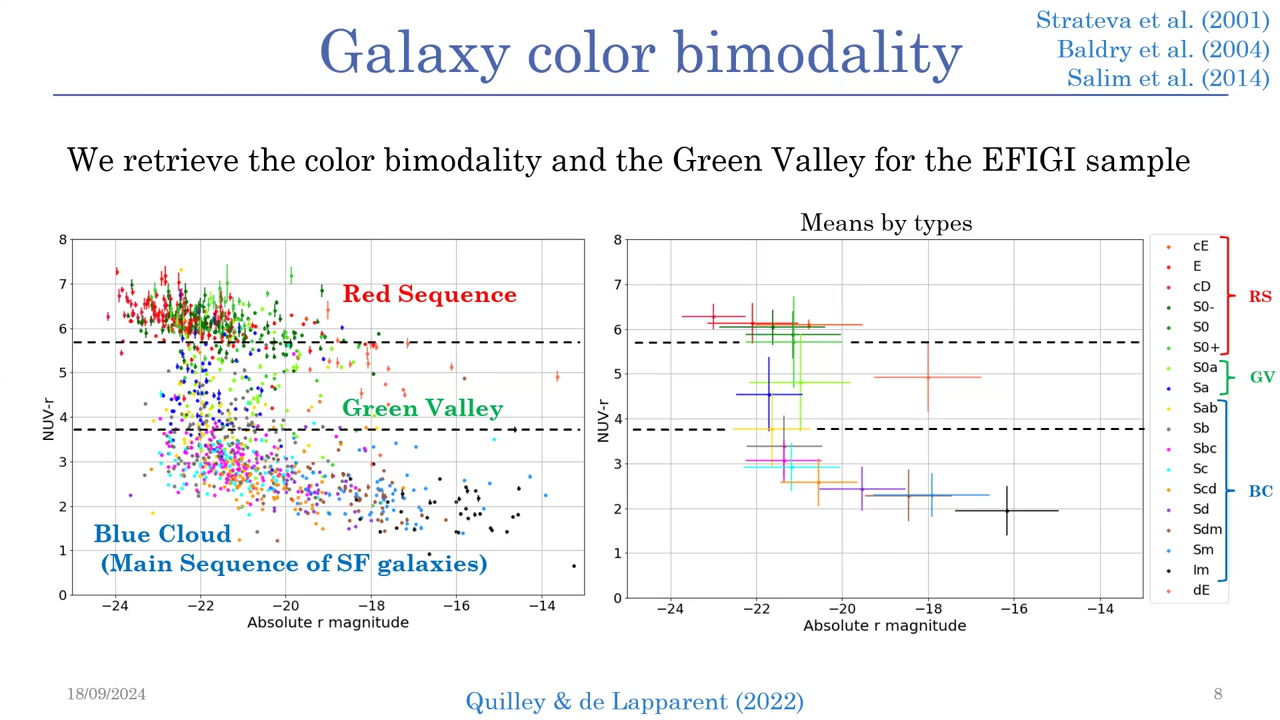 Strateva et al. (2001)
Baldry et al. (2004)
Salim et al. (2014)
Galaxy color bimodality
We retrieve the color bimodality and the Green Valley for the EFIGI sample
8
7
6
5
4
3
2
1
0
NUV-r
−24
−22
−20
−18
−16
−14
Absolute r magnitude
Red Sequence
Green Valley
Blue Cloud
(Main Sequence of SF galaxies)
Means by types
8
7
6
5
4
3
2
1
0
NUV-r
−24
−22
−20
−18
−16
−14
Absolute r magnitude
cE
E
cD
S0-
S0
S0+
S0a
Sa
Sab
Sb
Sbc
Sc
Scd
Sd
Sdm
Sm
Im
dE
RS
GV
BC
18/09/2024
Quilley & de Lapparent (2022)
8